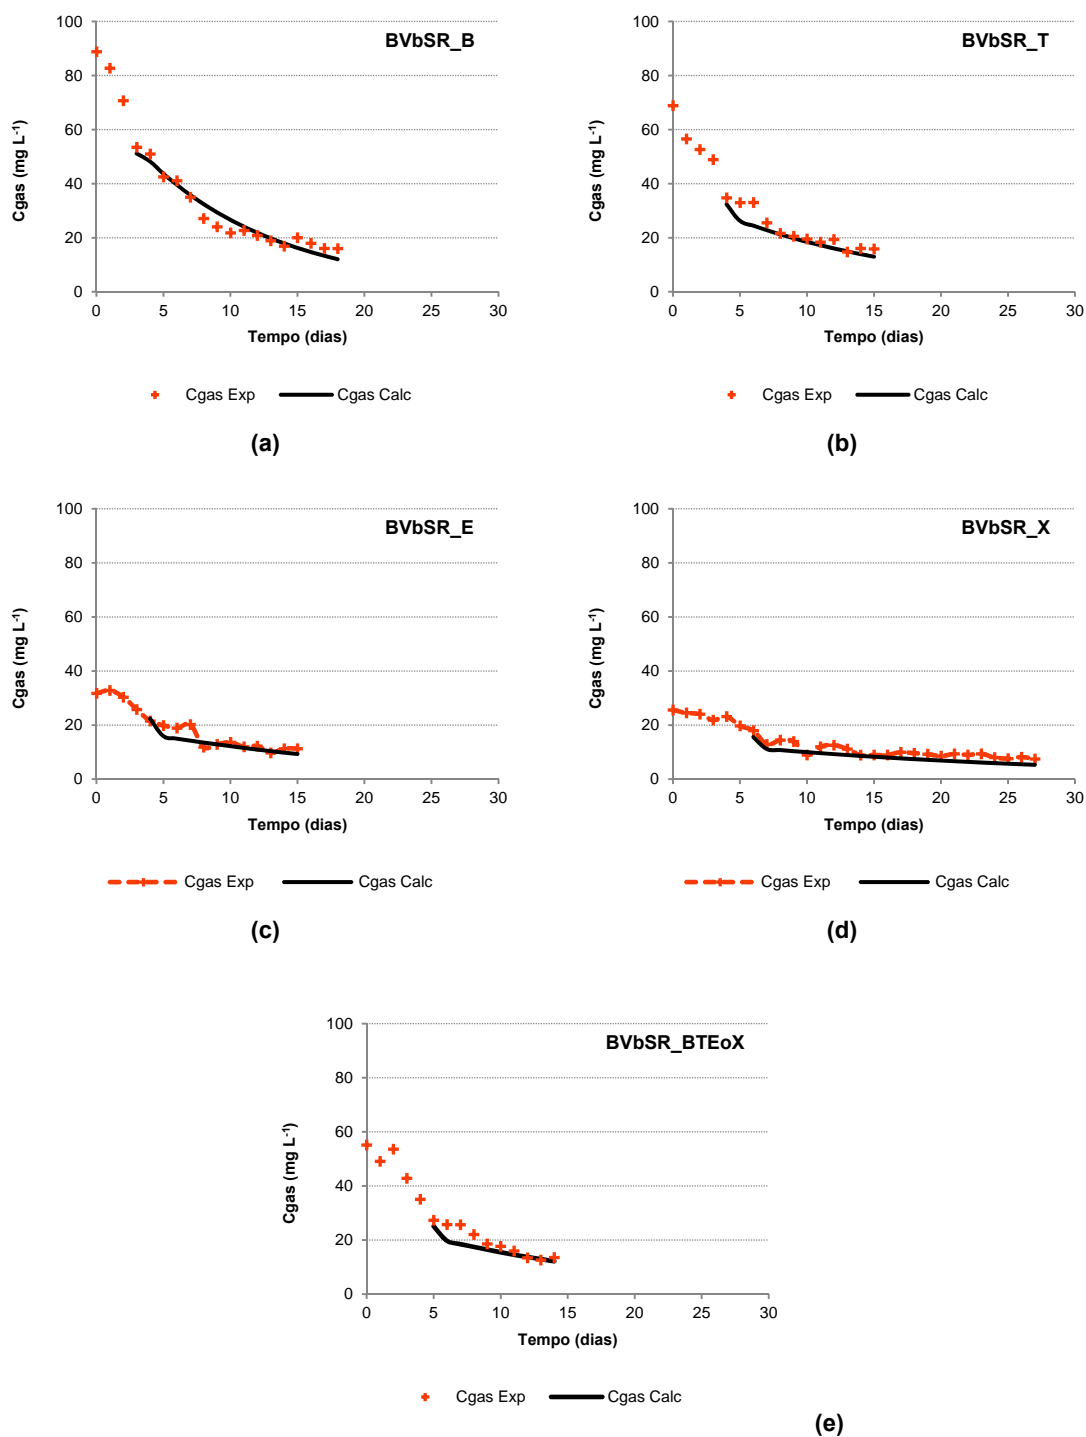 BVbSR_B
100
80
60
40
20
0
0 5 10 15 20 25 30
Cgas (mg L-1)
Tempo (dias)
Cgas Exp Cgas Calc
(a)
BVbSR_T
100
80
60
40
20
0
0 5 10 15 20 25 30
Cgas (mg L-1)
Tempo (dias)
Cgas Exp Cgas Calc
(b)
BVbSR_E
100
80
60
40
20
0
0 5 10 15 20 25 30
Cgas (mg L-1)
Tempo (dias)
Cgas Exp Cgas Calc
(c)
BVbSR_X
100
80
60
40
20
0
0 5 10 15 20 25 30
Cgas (mg L-1)
Tempo (dias)
Cgas Exp Cgas Calc
(d)
BVbSR_BTEoX
100
80
60
40
20
0
0 5 10 15 20 25 30
Cgas (mg L-1)
Tempo (dias)
Cgas Exp Cgas Calc
(e)